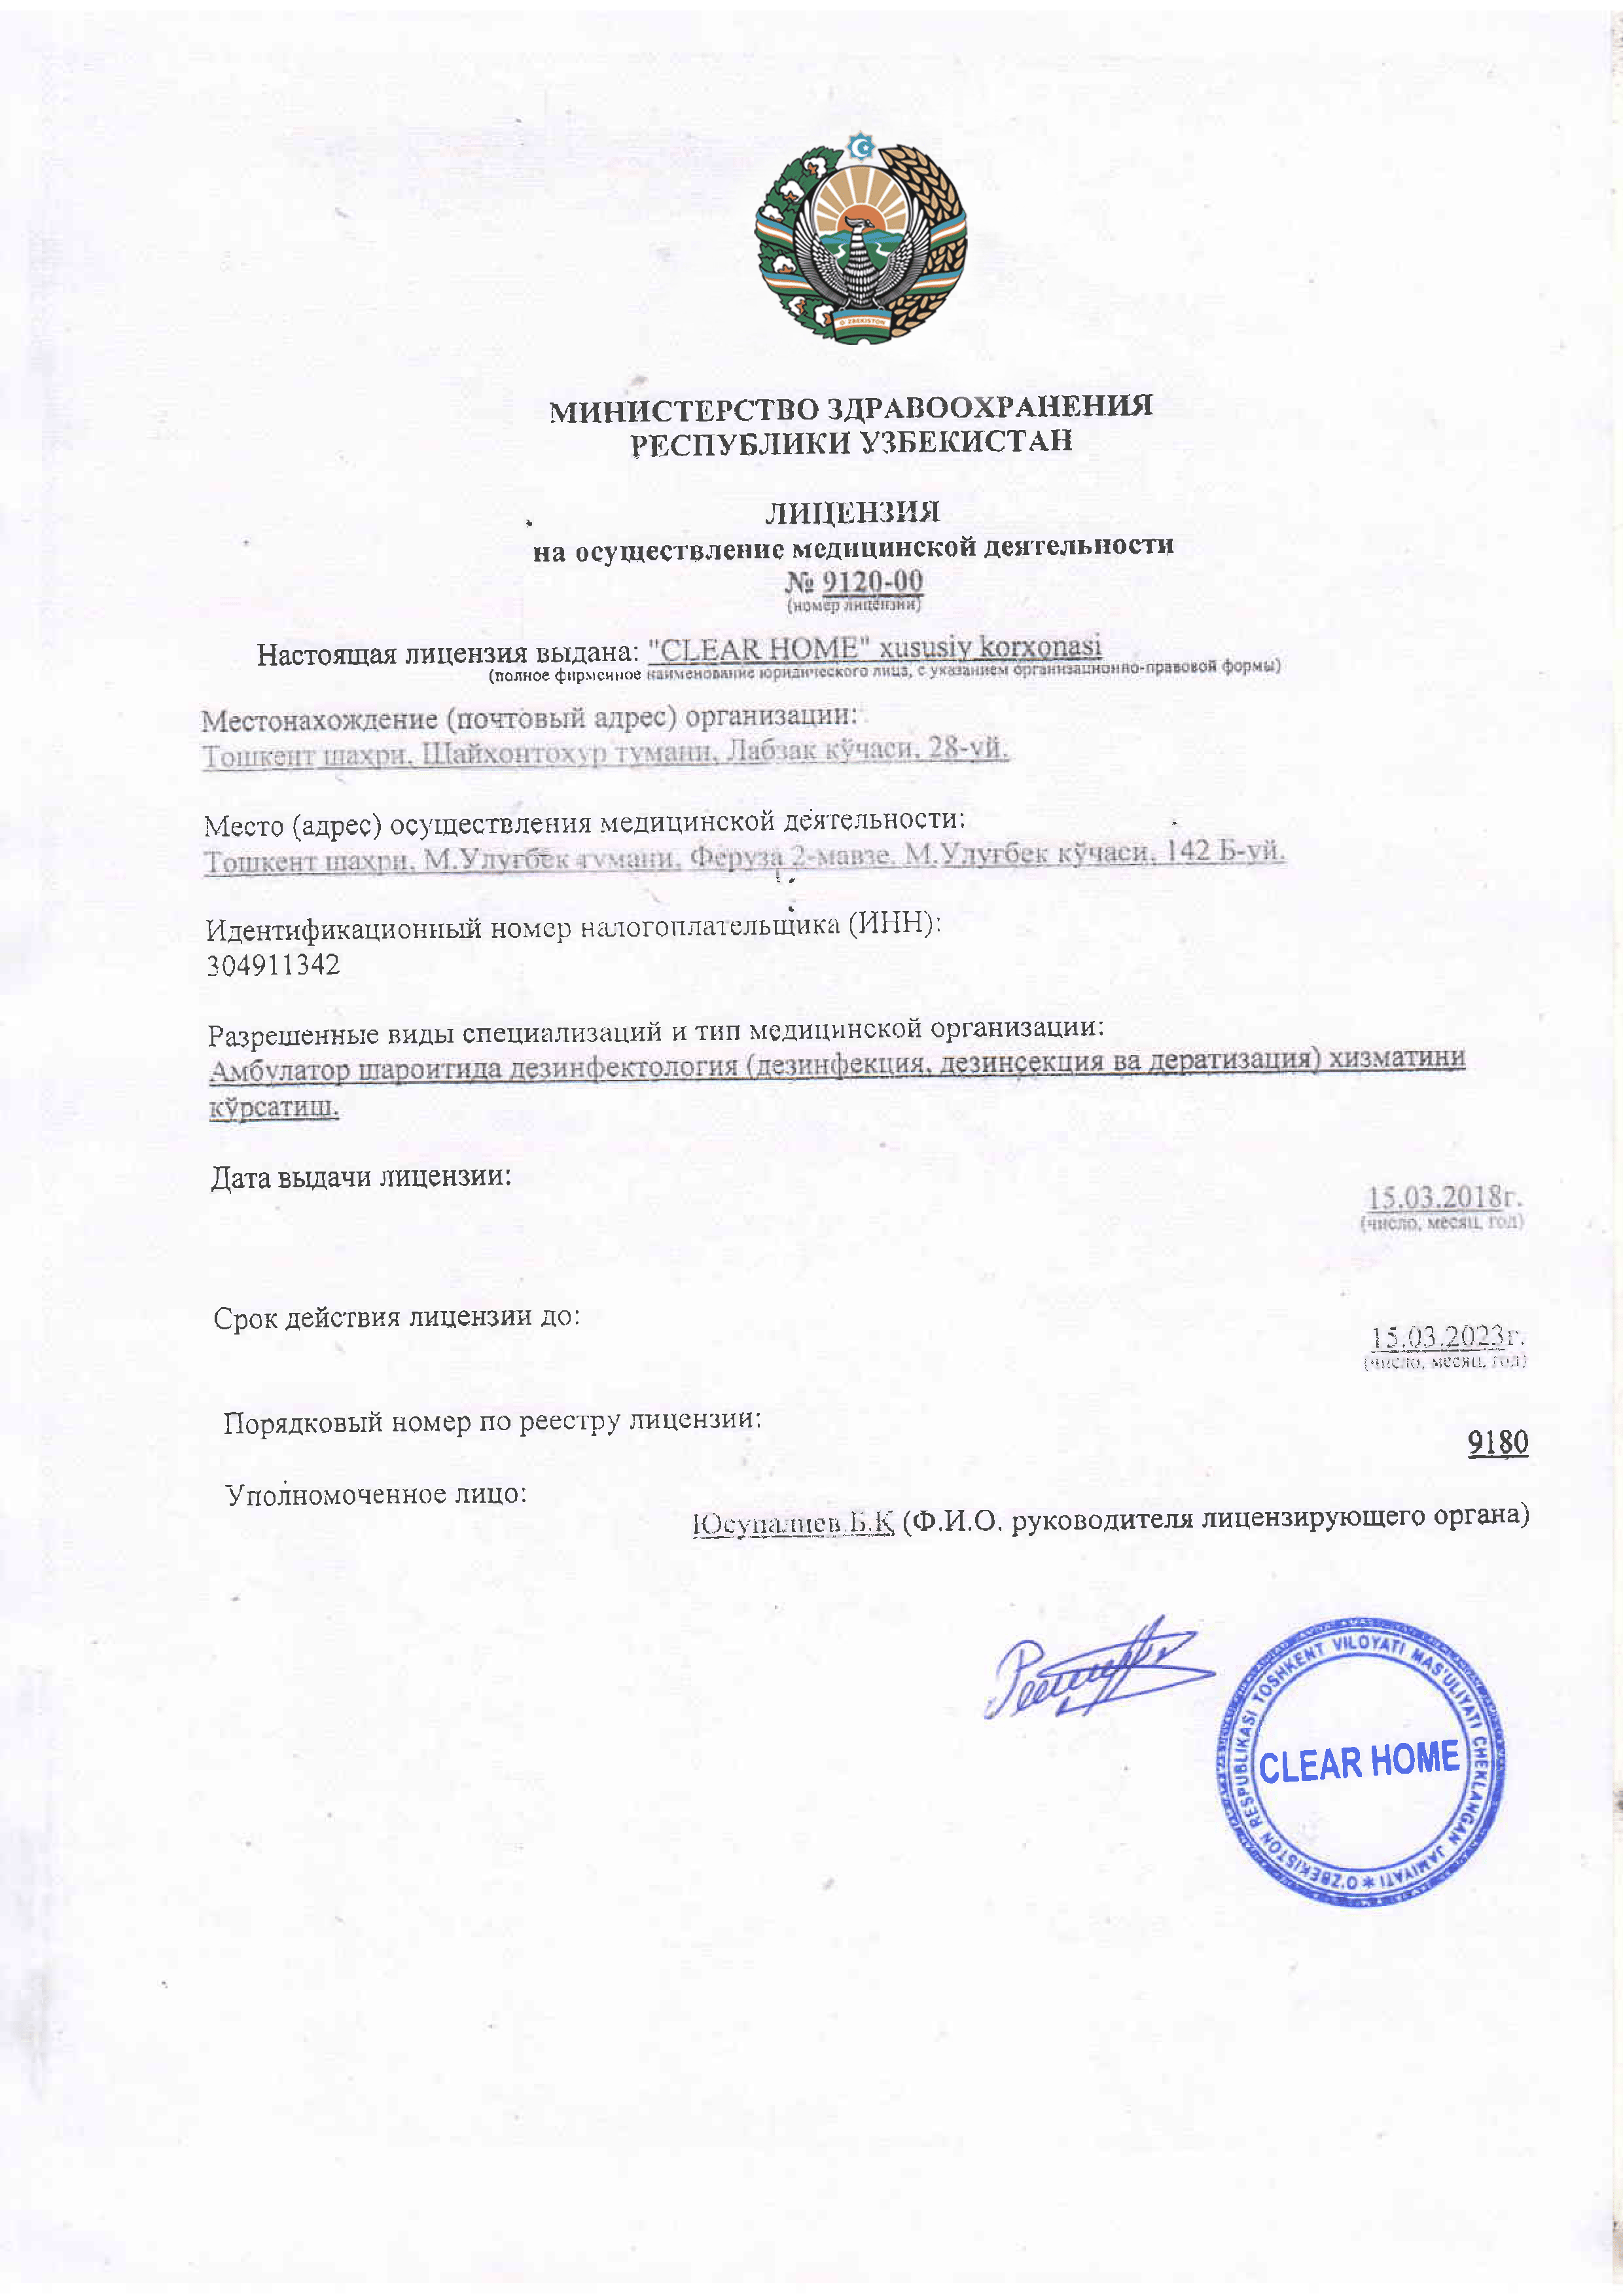 O'ZBEKISTON
МИНИСТЕРСТВО ЗДРАВООХРАНЕНИЯ
РЕСПУБЛИКИ УЗБЕКИСТАН
ЛИЦЕНЗИЯ
на осуществление медицинской деятельности
№ 9120-00
(номер лицензии)
Настоящая лицензия выдана: "CLEAR HOME" xususiy korxonasi
(полное фирменное наименование юридического лица, с указанием организационно-правовой формы)
Местонахождение (почтовый адрес) организации:
Тошкент шахри, Шайхонтохур тумани, Лабзак кўчаси, 28-уй.
Место (адрес) осуществления медицинской деятельности:
Тошкент шахри, М.Улугбек тумани, Феруза 2-мавзе, М.Улугбек кўчаси, 142 Б-уй.
Идентификационный номер налогоплательщика (ИНН):
304911342
Разрешенные виды специализаций и тип медицинской организации:
Амбулатор шароитида дезинфектология (дезинфекция, дезинсекция ва дератизация) хизматини
кўрсатиш.
Дата выдачи лицензии:
15.03.2018г.
(число, месяц, год)
Срок действия лицензии до:
15.03.2023г.
(число, месяц, год)
Порядковый номер по реестру лицензии:
9180
Уполномоченное лицо:
Юсупалиев Б.К (Ф.И.О. руководителя лицензирующего органа)
O'ZBEKISTON RESPUBLIKASI TOSHKENT VILOYATI MAS'ULIYATI CHEKLANGAN JAMIYATI *
CLEAR HOME